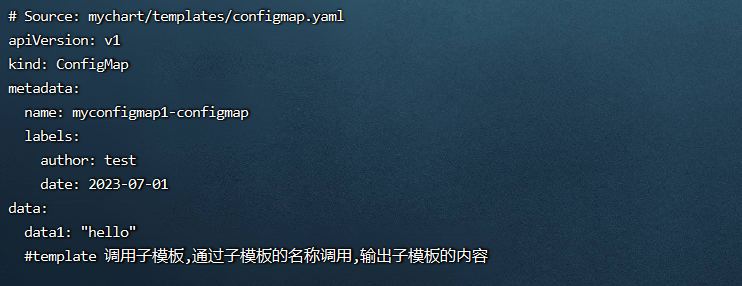 # Source: mychart/templates/configmap.yaml
apiVersion: v1
kind: ConfigMap
metadata:
  name: myconfigmap1-configmap
  labels:
    author: test
    date: 2023-07-01
data:
  data1: "hello"
  #template 调用子模板,通过子模板的名称调用,输出子模板的内容